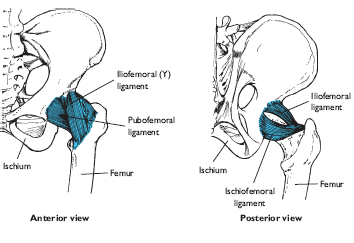 Iliofemoral (Y)
ligament
Pubofemoral
ligament
Ischium
Femur
Anterior view
Iliofemoral
ligament
Ischium
Femur
Ischiofemoral
ligament
Posterior view